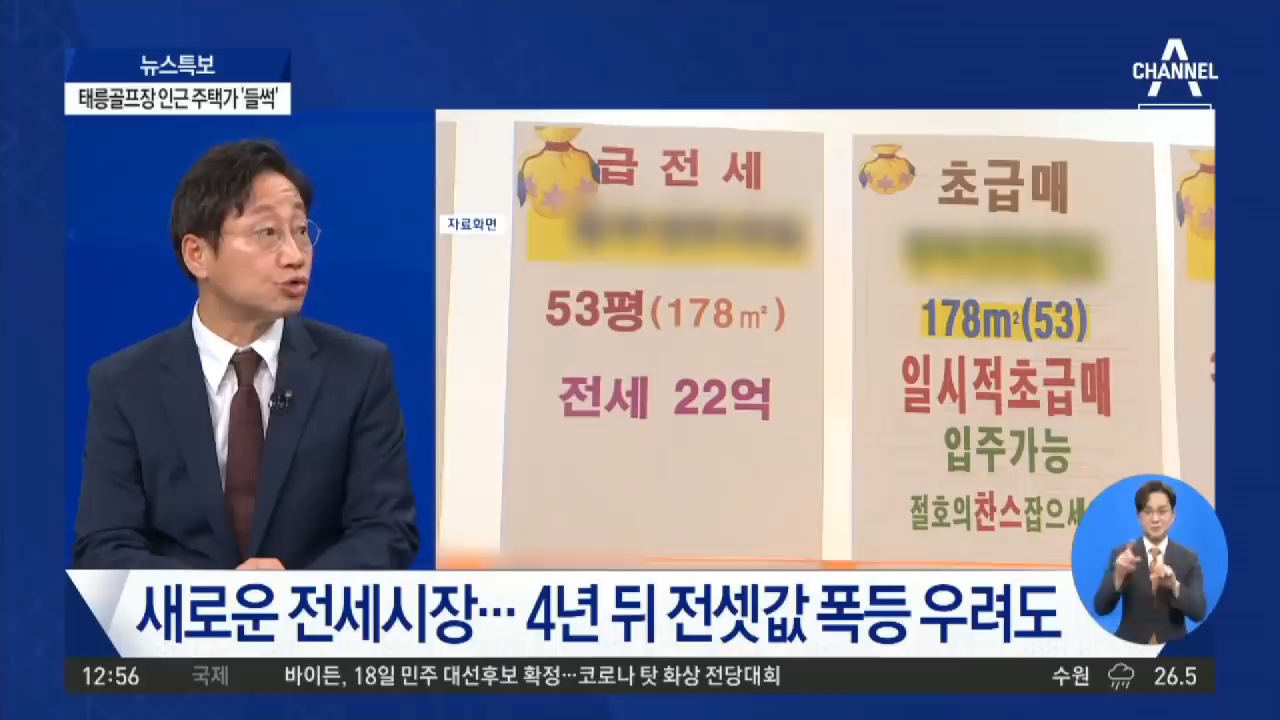 뉴스특보
태릉골프장 인근 주택가 '들썩'
CHANNEL A
자료화면
급 전 세
53평(178㎡)
전세 22억
초급매
178m²(53)
일시적초급매
입주가능
절호의찬스잡으세
새로운 전세시장… 4년 뒤 전셋값 폭등 우려도
12:56 국제 바이든, 18일 민주 대선후보 확정…코로나 탓 화상 전당대회 수원 26.5